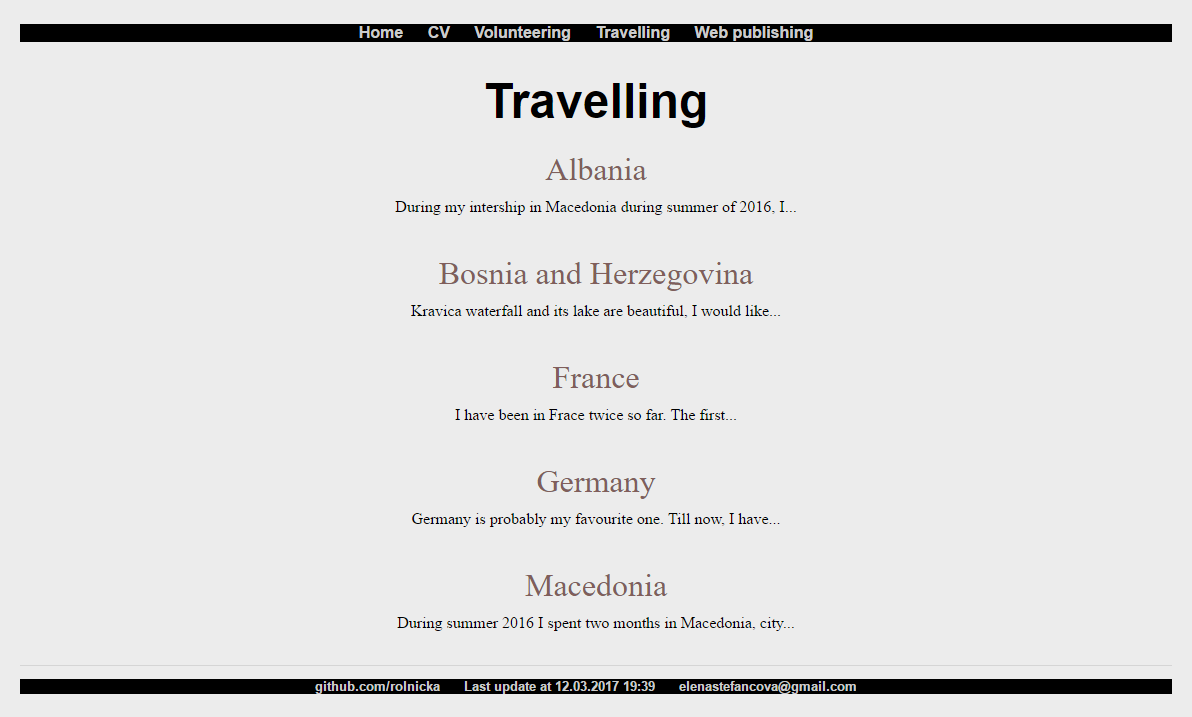 Home CV Volunteering Travelling Web publishing
Travelling
Albania
During my intership in Macedonia during summer of 2016, I...
Bosnia and Herzegovina
Kravica waterfall and its lake are beautiful, I would like...
France
I have been in Frace twice so far. The first...
Germany
Germany is probably my favourite one. Till now, I have...
Macedonia
During summer 2016 I spent two months in Macedonia, city...
github.com/rolnicka Last update at 12.03.2017 19:39 elenastefancova@gmail.com